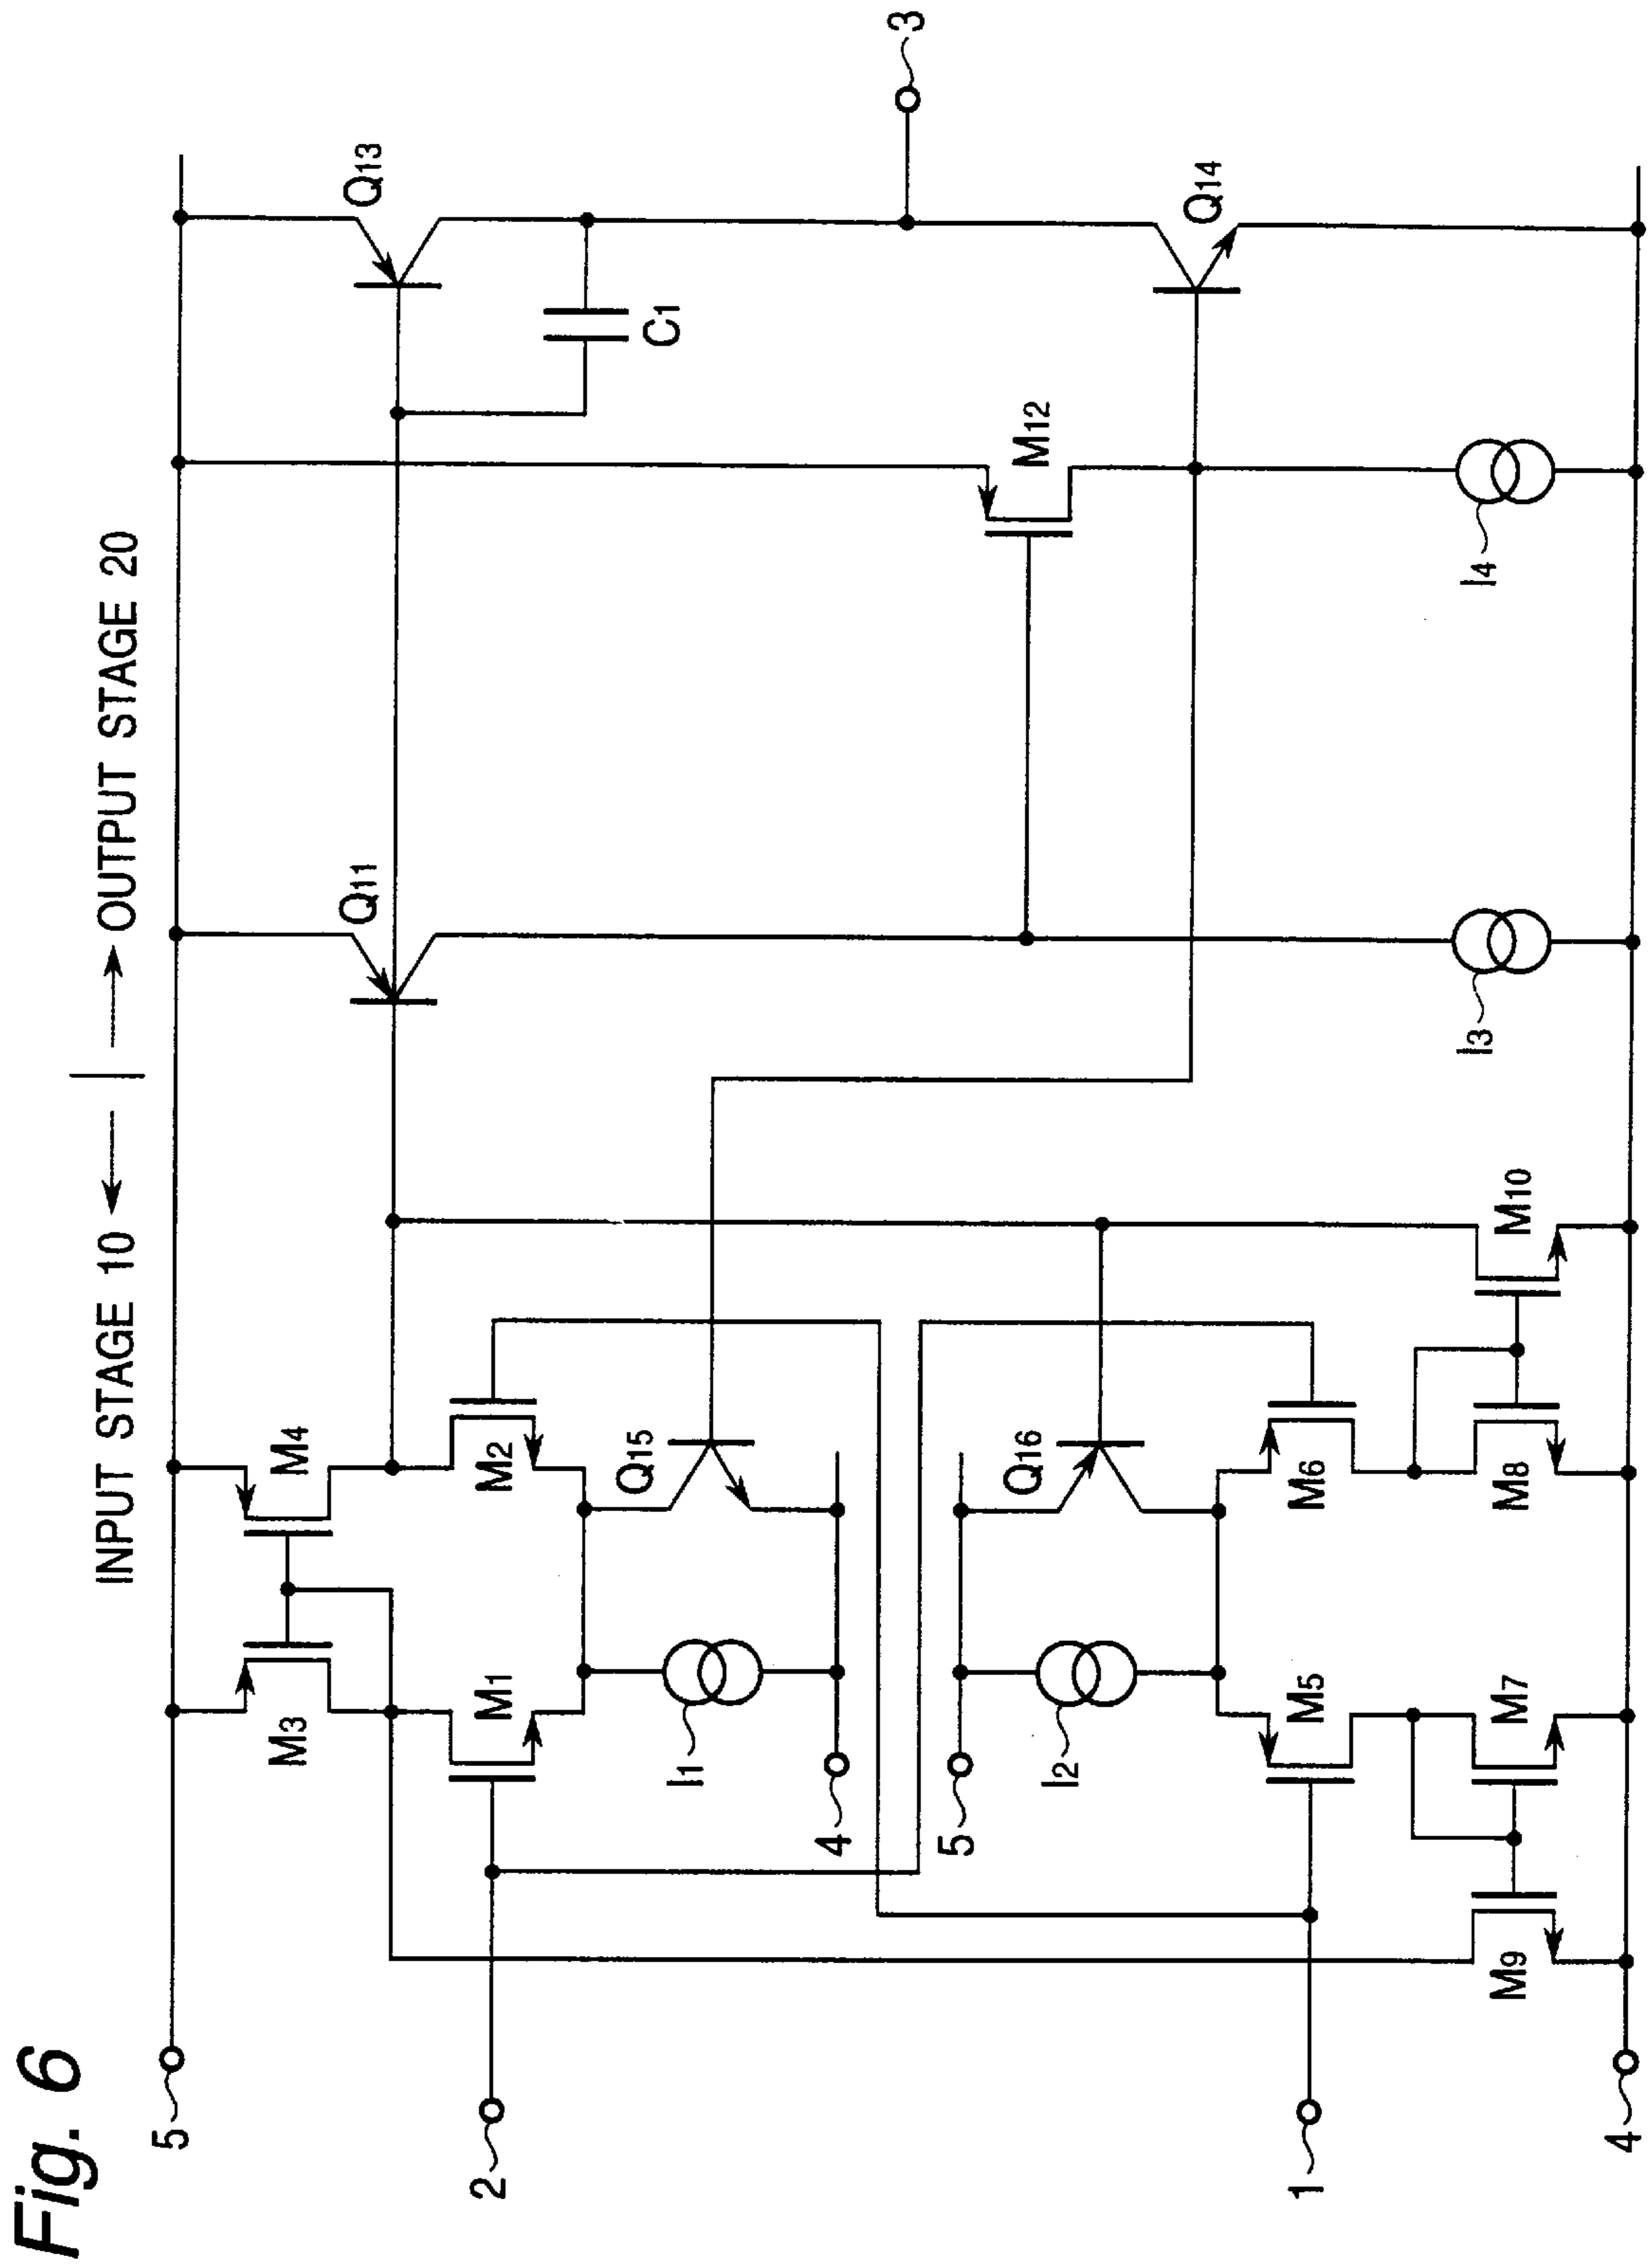 Fig. 6
INPUT STAGE 10
OUTPUT STAGE 20
5
M3
M4
Q11
Q13
C1
2
M1
M2
I1
Q15
4
M12
3
5
I2
Q16
Q14
1
M5
M6
M7
M8
M9
M10
I3
I4
4